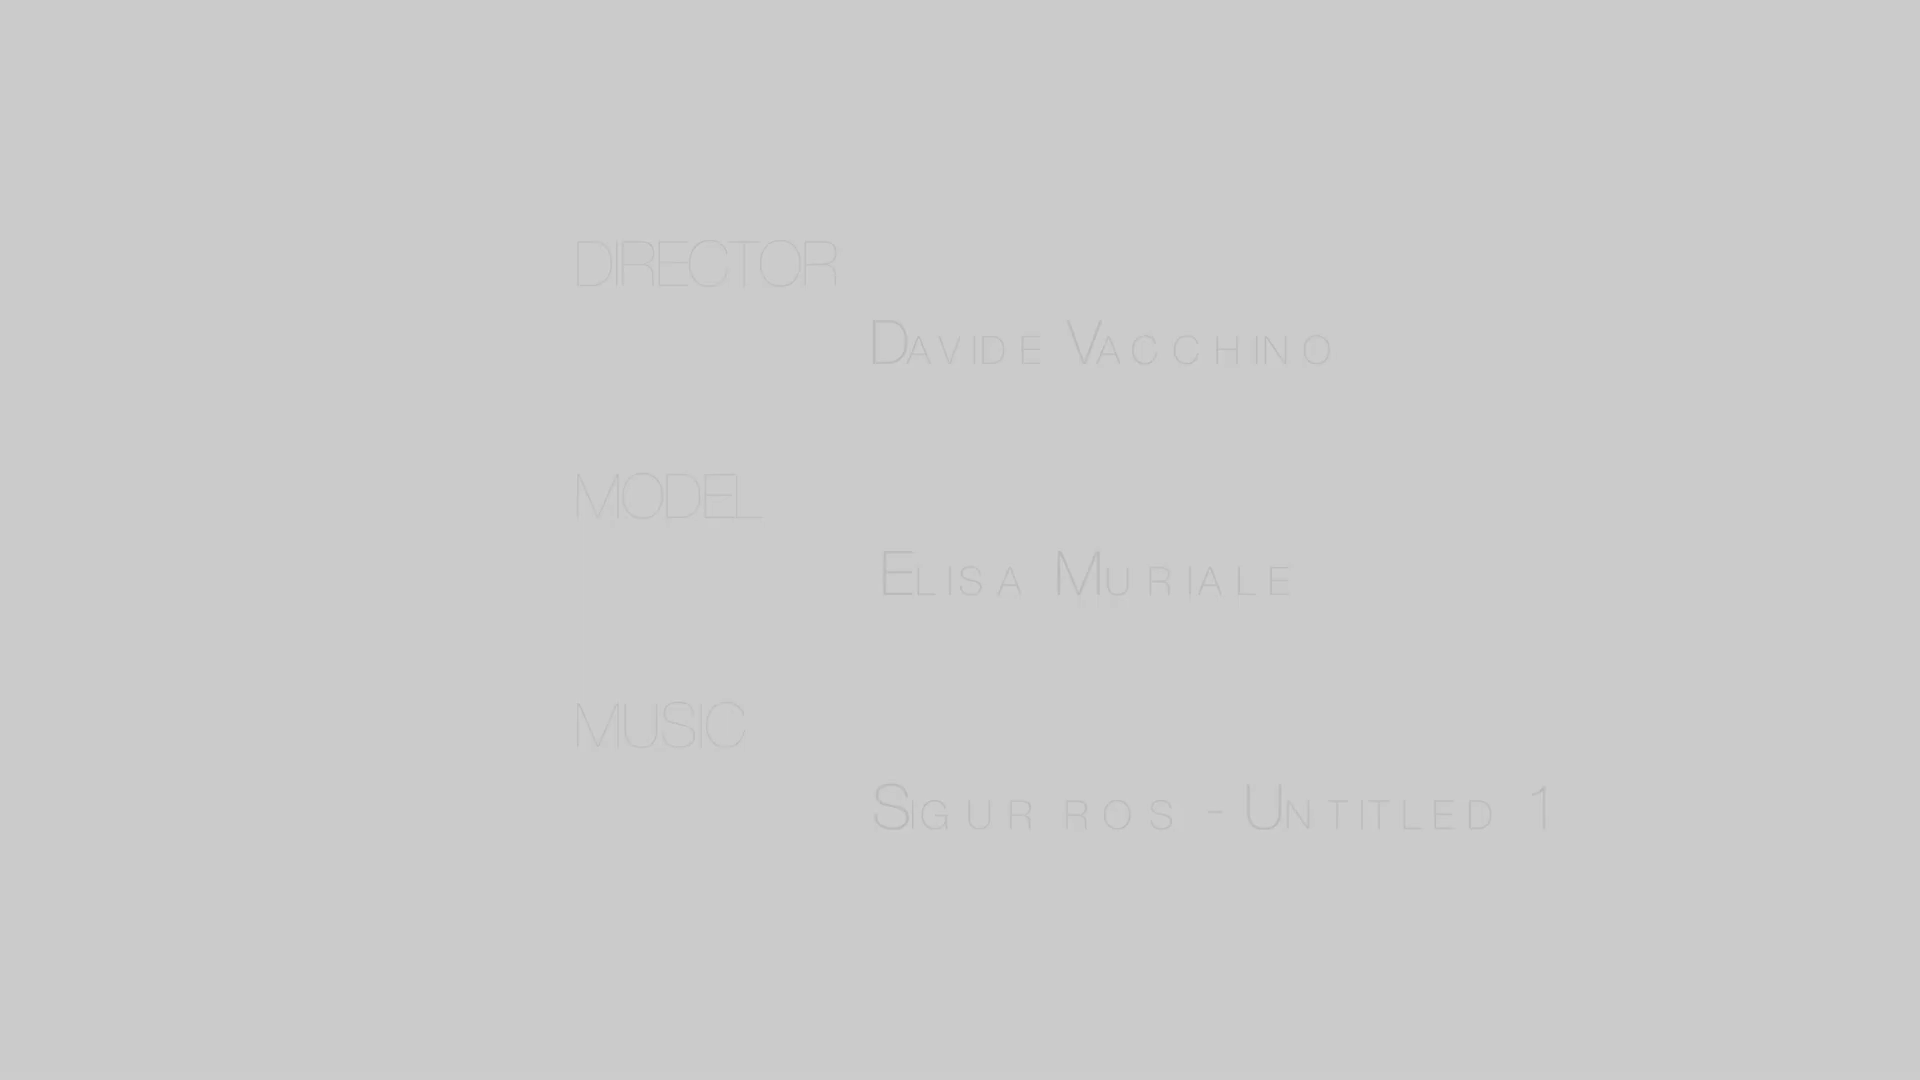 DIRECTOR
Davide Vacchino
MODEL
Elisa Muriale
MUSIC
Sigur ros - Untitled 1